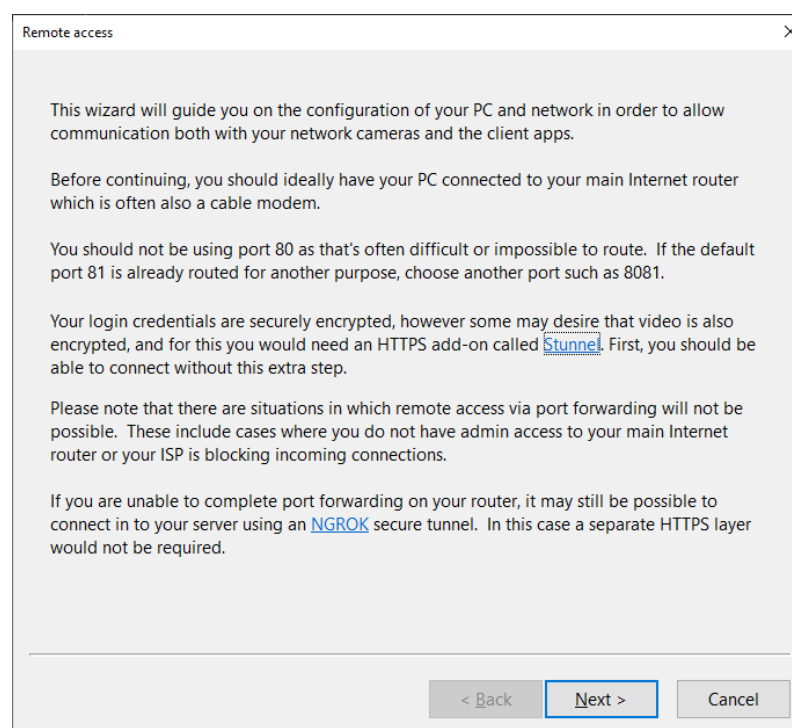 Remote access
This wizard will guide you on the configuration of your PC and network in order to allow
communication both with your network cameras and the client apps.
Before continuing, you should ideally have your PC connected to your main Internet router
which is often also a cable modem.
You should not be using port 80 as that's often difficult or impossible to route.  If the default
port 81 is already routed for another purpose, choose another port such as 8081.
Your login credentials are securely encrypted, however some may desire that video is also
encrypted, and for this you would need an HTTPS add-on called Stunnel. First, you should be
able to connect without this extra step.
Please note that there are situations in which remote access via port forwarding will not be
possible.  These include cases where you do not have admin access to your main Internet
router or your ISP is blocking incoming connections.
If you are unable to complete port forwarding on your router, it may still be possible to
connect in to your server using an NGROK secure tunnel.  In this case a separate HTTPS layer
would not be required.
< Back Next > Cancel